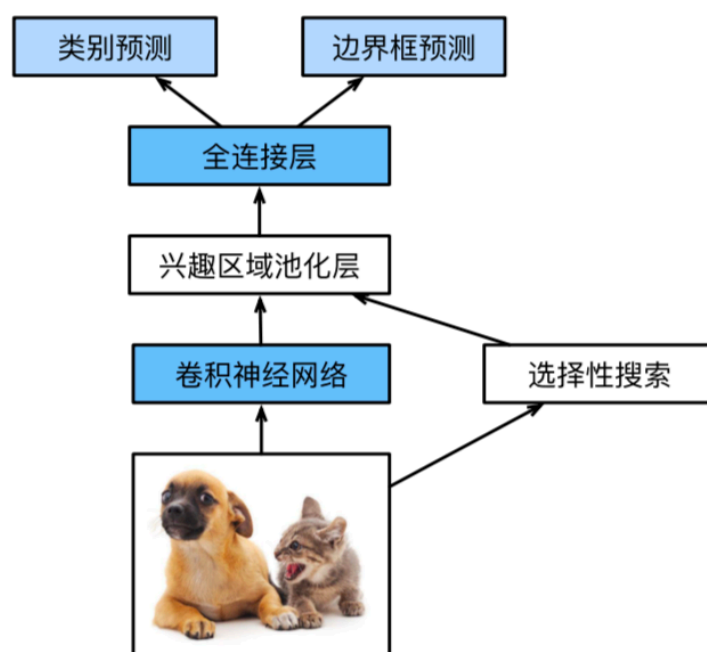 类别预测
边界框预测
全连接层
兴趣区域池化层
卷积神经网络
选择性搜索